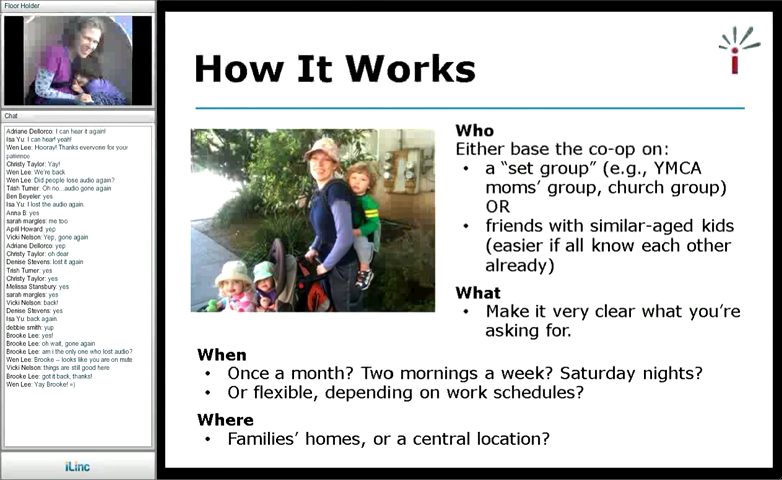 Floor Holder
Chat
Adriane Dellorco: I can hear it again!
Isa Yu: I can hear! yeah!
Wen Lee: Hooray! Thanks everyone for your
patience
Christy Taylor: Yay!
Wen Lee: We're back
Wen Lee: Did people lose audio again?
Trish Turner: Oh no...audio gone again
Ben Beyeler: yes
Isa Yu: I lost the audio again.
Anna B: yes
sarah margles: me too
April Howard: yep
Vicki Nelson: Yep, gone again
Adriane Dellorco: yep
Christy Taylor: oh dear
Denise Stevens: lost it again
Trish Turner: yes
Christy Taylor: yes
Melissa Stansbury: yes
sarah margles: yes
Vicki Nelson: back!
Denise Stevens: yes
Isa Yu: back again.
debbie smith: yup
Brooke Lee: yes!
Brooke Lee: oh wait, gone again
Brooke Lee: am i the only one who lost audio?
Wen Lee: Brooke – looks like you are on mute
Vicki Nelson: things are still good here
Brooke Lee: got it back, thanks!
Wen Lee: Yay Brooke! =)
iLinc
How It Works
Who
Either base the co-op on:
• a “set group” (e.g., YMCA
moms’ group, church group)
OR
• friends with similar-aged kids
(easier if all know each other
already)
What
• Make it very clear what you’re
asking for.
When
• Once a month? Two mornings a week? Saturday nights?
• Or flexible, depending on work schedules?
Where
• Families’ homes, or a central location?